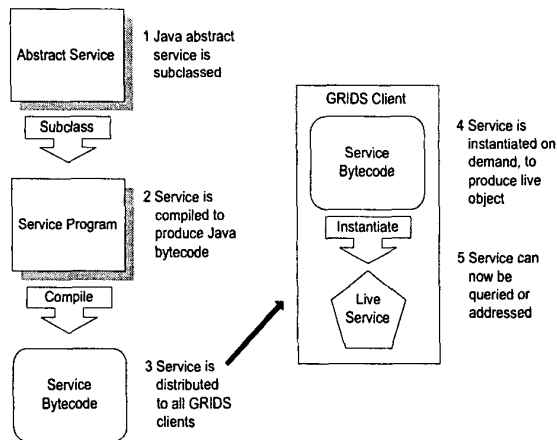 Abstract Service
1 Java abstract
service is
subclassed
Subclass
Service Program
2 Service is
compiled to
produce Java
bytecode
Compile
Service
Bytecode
3 Service is
distributed
to all GRIDS
clients
GRIDS Client
Service
Bytecode
4 Service is
instantiated on
demand, to
produce live
object
Instantiate
Live
Service
5 Service can
now be
queried or
addressed